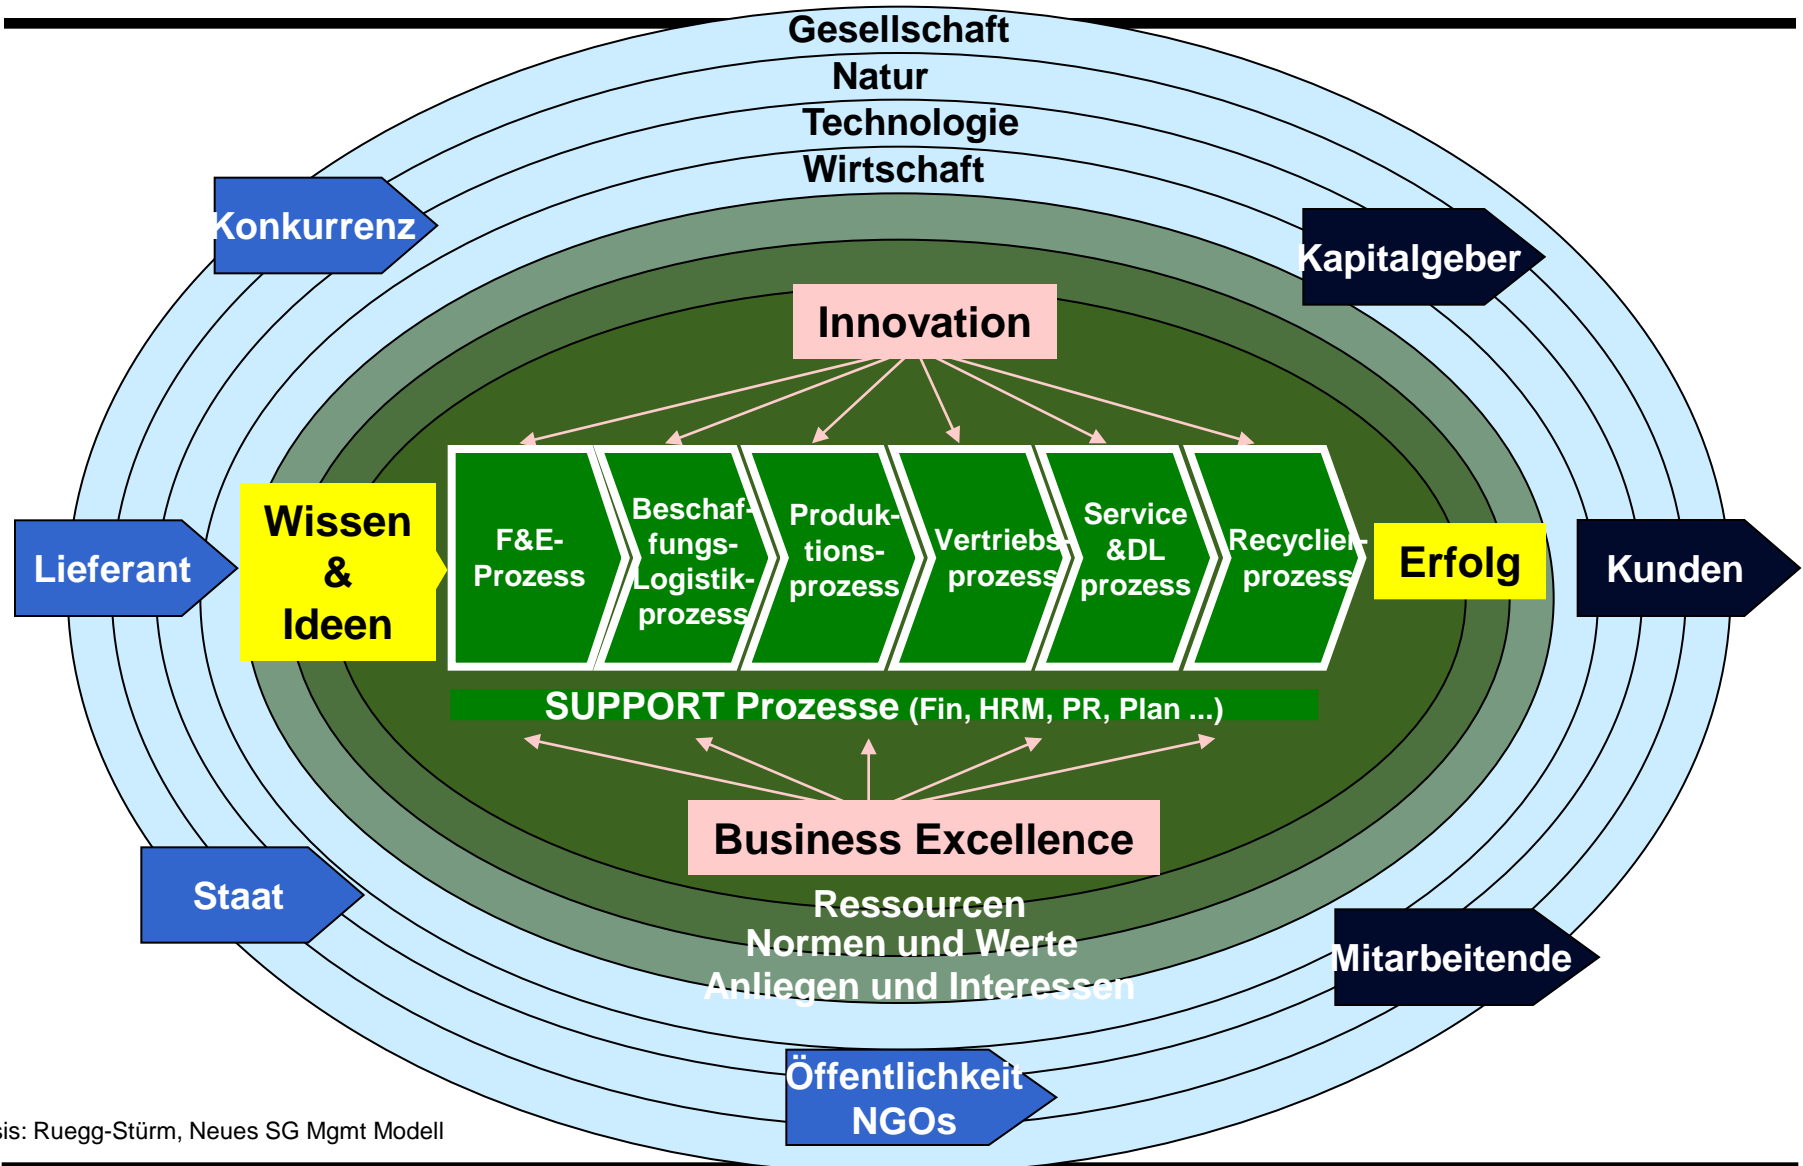 Gesellschaft
Natur
Technologie
Wirtschaft
Konkurrenz
Kapitalgeber
Innovation
Lieferant
Wissen
&
Ideen
F&E-
Prozess
Beschaf-
fungs-
Logistik-
prozess
Produk-
tions-
prozess
Vertriebs-
prozess
Service
&DL
prozess
Recyclier-
prozess
Erfolg
Kunden
SUPPORT Prozesse (Fin, HRM, PR, Plan ...)
Business Excellence
Staat
Ressourcen
Normen und Werte
Anliegen und Interessen
Mitarbeitende
Öffentlichkeit
NGOs
Ruegg-Stürm, Neues SG Mgmt Modell